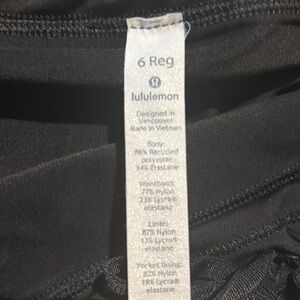 6 Reg
lululemon
Designed in
Vancouver
Made in Vietnam
Body:
86% Recycled
polyester
14% Elastane
Waistband:
77% Nylon
23% Lycra®
elastane
Liner:
87% Nylon
13% Lycra®
elastane
Pocket lining:
82% Nylon
18% Lycra®
elastane